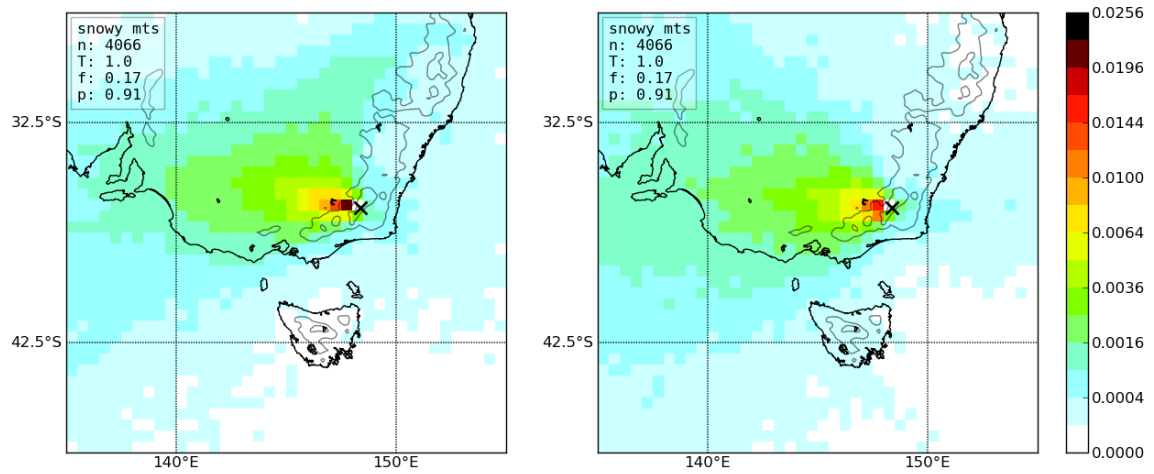 snowy mts
n: 4066
T: 1.0
f: 0.17
p: 0.91
32.5°S
42.5°S
140°E
150°E
snowy mts
n: 4066
T: 1.0
f: 0.17
p: 0.91
32.5°S
42.5°S
140°E
150°E
0.0256
0.0196
0.0144
0.0100
0.0064
0.0036
0.0016
0.0004
0.0000